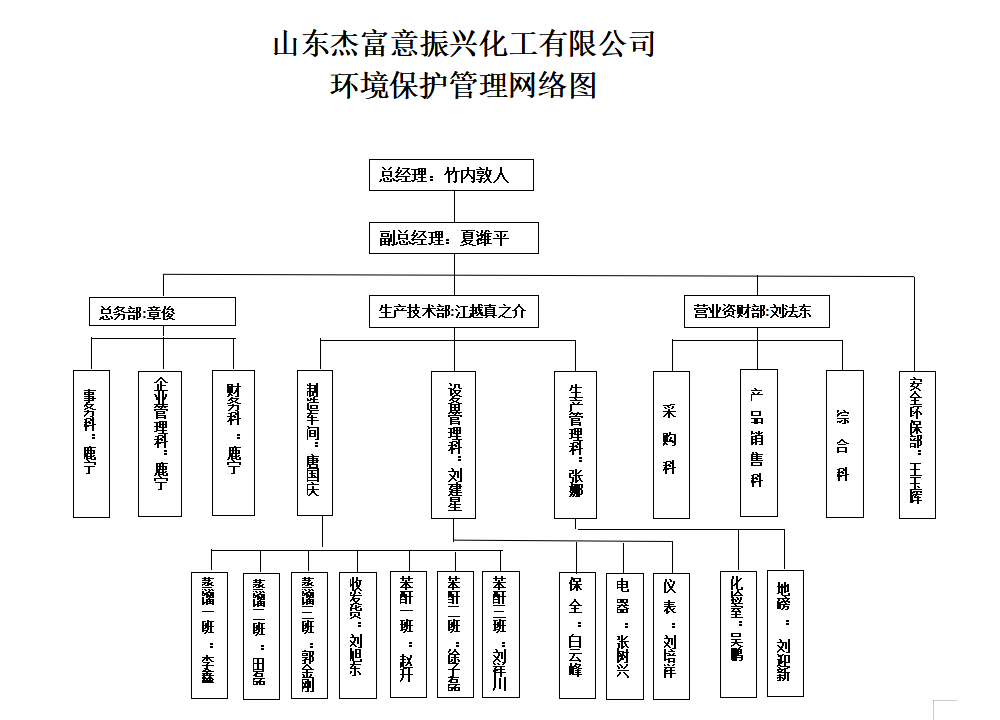 山东杰富意振兴化工有限公司
环境保护管理网络图
总经理：竹内敦人
副总经理：夏潍平
总务部:章俊
生产技术部:江越真之介
营业资财部:刘法东
事务科：鹿宁
企业管理科：鹿宁
财务科：鹿宁
制造车间：唐国庆
设备管理科：刘建星
生产管理科：张娜
采购科
产品销售科
综合科
安全环保部：王玉晖
蒸馏一班：李鑫
蒸馏二班：田磊
蒸馏三班：郭金刚
收发货：刘旭东
苯酐一班：赵升
苯酐二班：徐子磊
苯酐三班：刘祥川
保全：白云峰
电器：张树兴
仪表：刘培祥
化验室：吴鹏
地磅：刘迎新